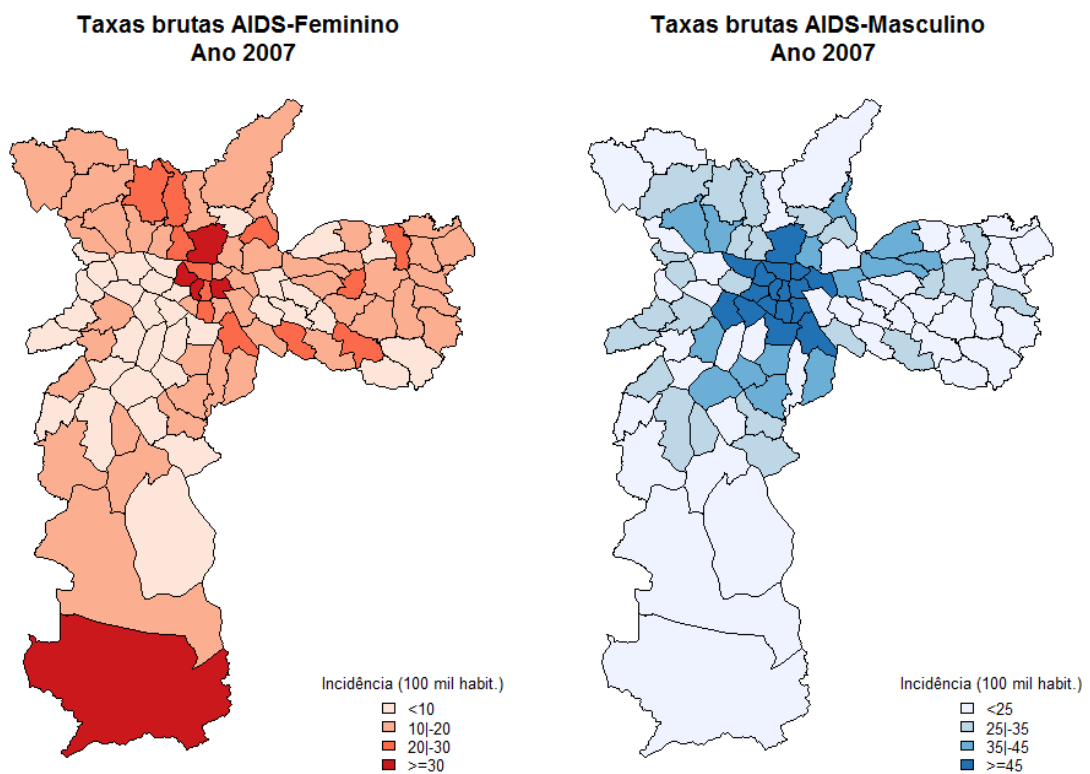 Taxas brutas AIDS-Feminino
Ano 2007
Incidência (100 mil habit.)
<10
10|-20
20|-30
>=30
Taxas brutas AIDS-Masculino
Ano 2007
Incidência (100 mil habit.)
<25
25|-35
35|-45
>=45